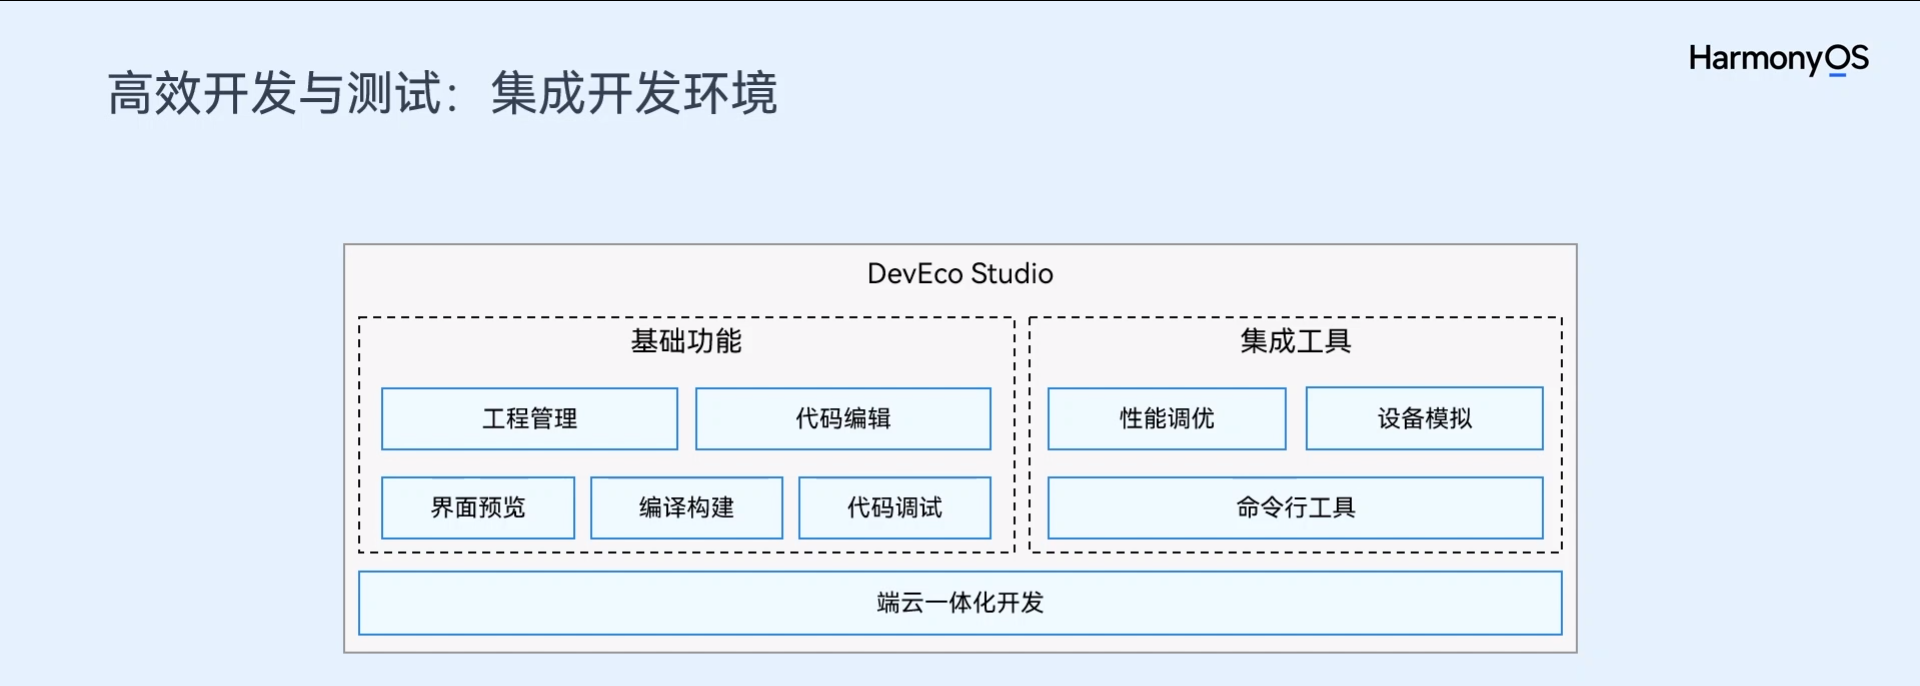 HarmonyOS
高效开发与测试：集成开发环境
DevEco Studio
基础功能
工程管理
代码编辑
界面预览
编译构建
代码调试
集成工具
性能调优
设备模拟
命令行工具
端云一体化开发